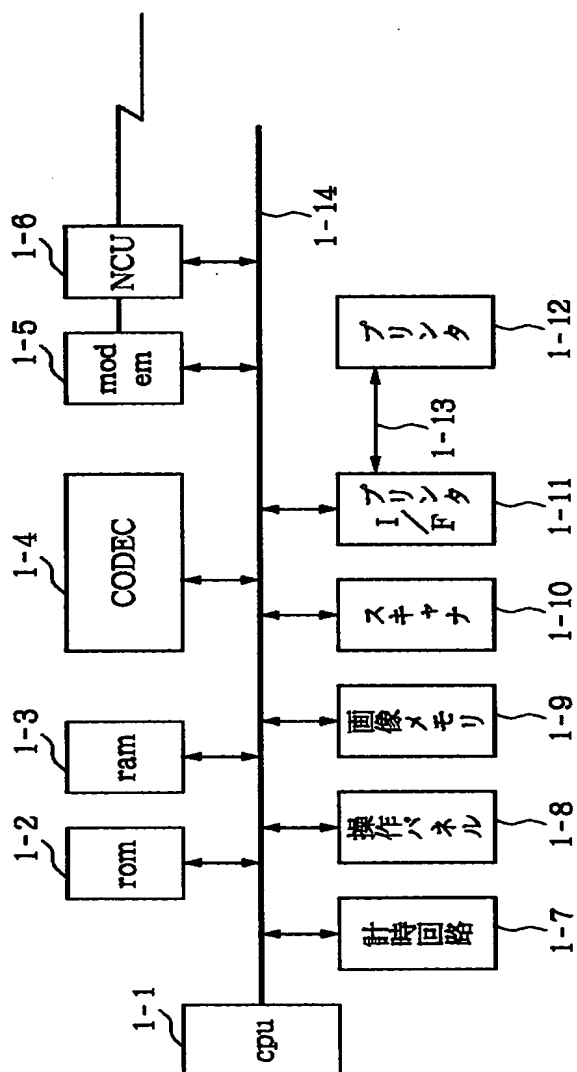 1-1
cpu
1-2
rom
1-3
ram
1-4
CODEC
1-5
mod
em
1-6
NCU
1-14
計時回路
1-7
操作パネル
1-8
画像メモリ
1-9
スキャナ
1-10
プリンタ
I/F
1-11
1-13
プリンタ
1-12